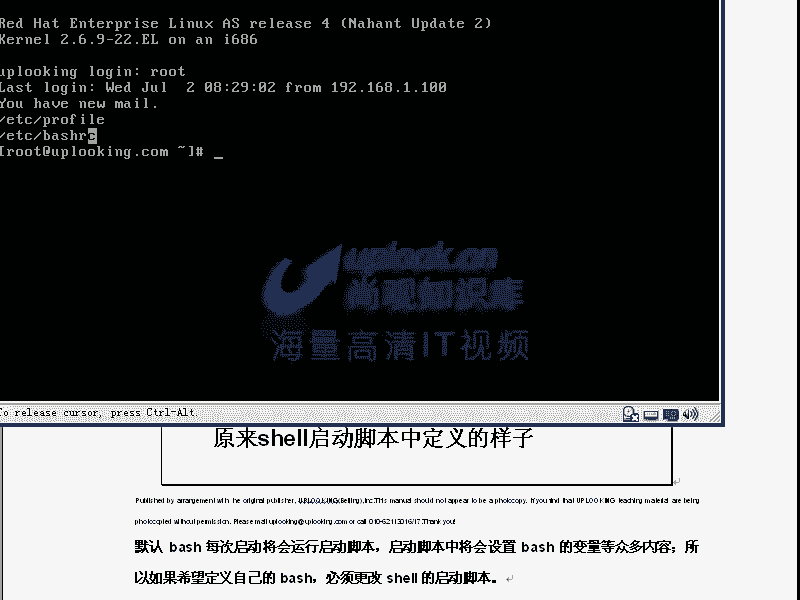 Red Hat Enterprise Linux AS release 4 (Nahant Update 2)
Kernel 2.6.9-22.EL on an i686
uplooking login: root
Last login: Wed Jul  2 08:29:02 from 192.168.1.100
You have new mail.
/etc/profile
/etc/bashrc
[root@uplooking.com ~]# _
uplook.cn
尚观知识库
海量高清IT视频
To release cursor, press Ctrl-Alt.
原来shell启动脚本中定义的样子
Published by arrangement with the original publisher, UPLOOKING(Beijing),Inc.This manual should not appear to be a photocopy. If you find that UPLOOKING teaching material are being
photocopied without permission. Please mail uplooking@uplooking.com or call 010-62113016/17.Thank you!
默认 bash 每次启动将会运行启动脚本，启动脚本中将会设置 bash 的变量等众多内容；所
以如果希望定义自己的 bash，必须更改 shell 的启动脚本。